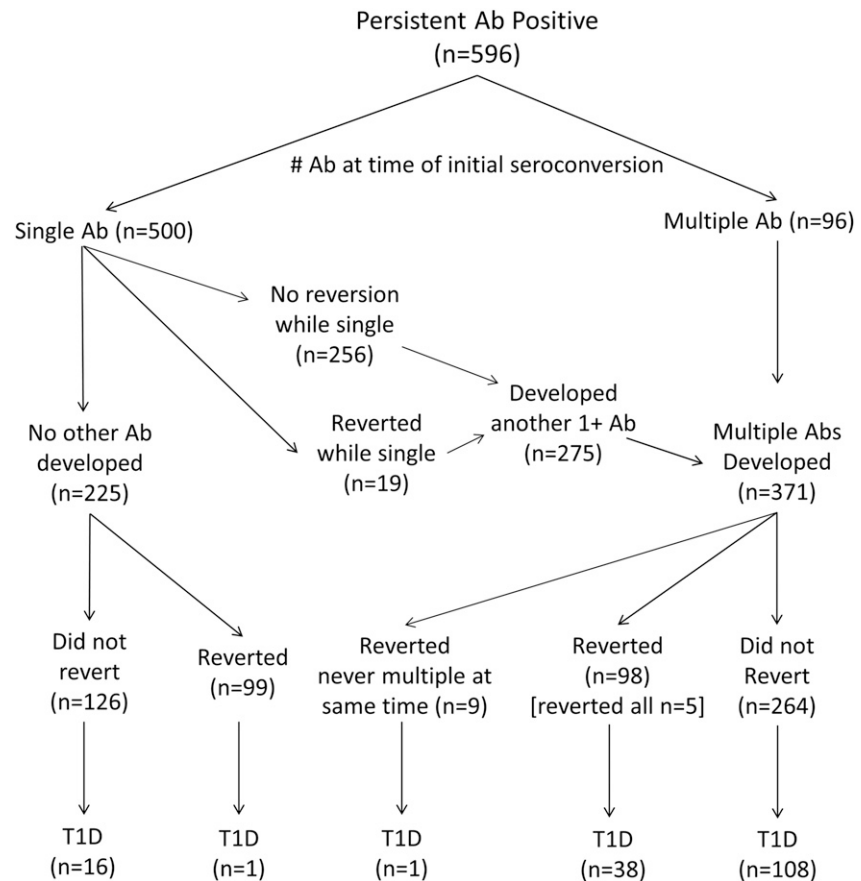 Persistent Ab Positive
(n=596)
# Ab at time of initial seroconversion
Single Ab (n=500)
Multiple Ab (n=96)
No reversion
while single
(n=256)
Developed
another 1+ Ab
(n=275)
No other Ab
developed
(n=225)
Reverted
while single
(n=19)
Multiple Abs
Developed
(n=371)
Did not
revert
(n=126)
Reverted
(n=99)
Reverted
never multiple at
same time (n=9)
Reverted
(n=98)
[reverted all n=5]
Did not
Revert
(n=264)
T1D
(n=16)
T1D
(n=1)
T1D
(n=1)
T1D
(n=38)
T1D
(n=108)